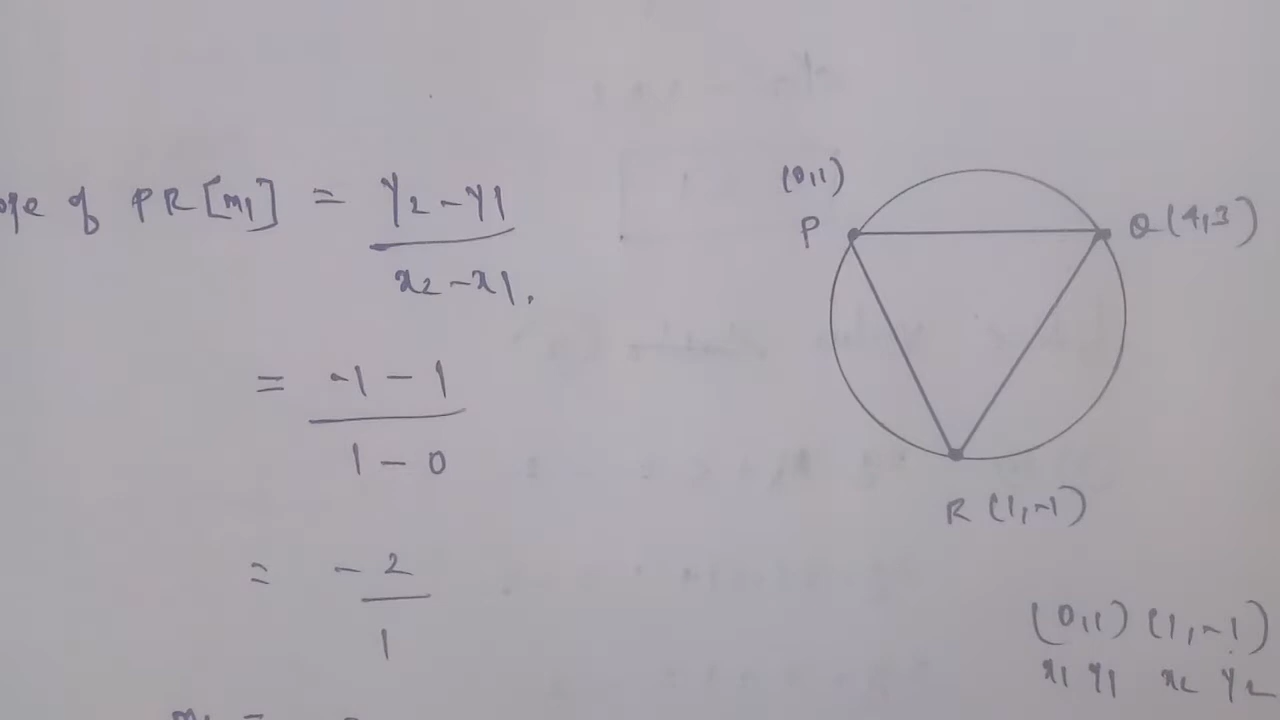 of PR[m1] = y2-y1
x2-x1.
= -1-1
1-0
= -2
1
(0,1)
P
Q(4,3)
R(1,-1)
(0,1) (1,-1)
x1 y1 x2 y2